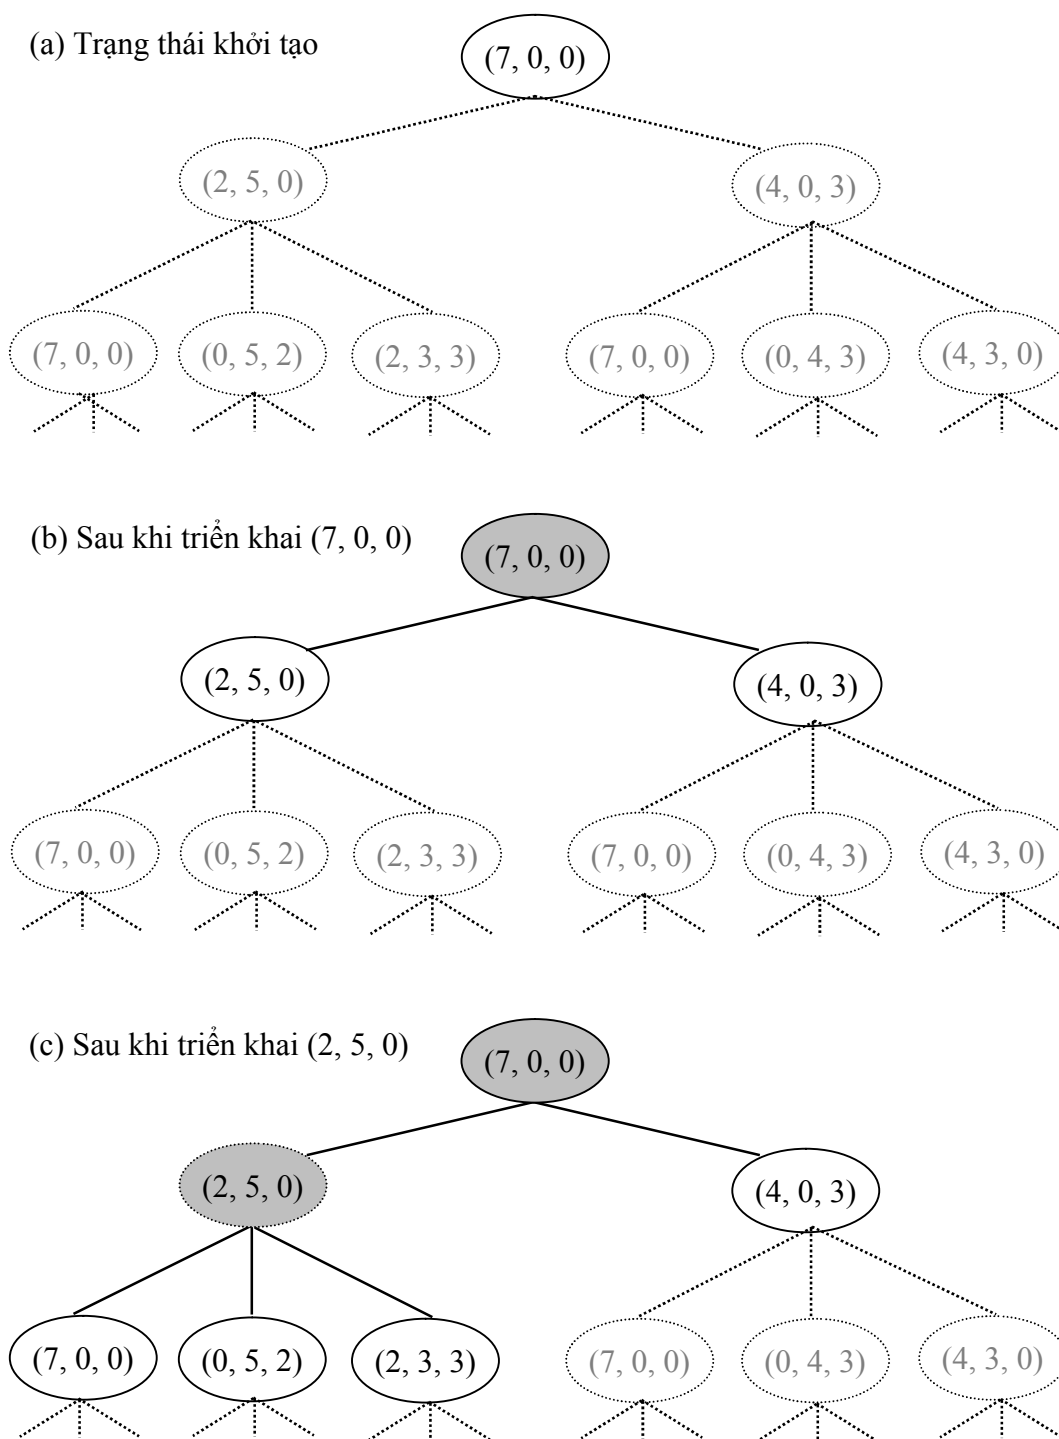 (a) Trạng thái khởi tạo
(7, 0, 0)
(2, 5, 0)
(4, 0, 3)
(7, 0, 0)
(0, 5, 2)
(2, 3, 3)
(7, 0, 0)
(0, 4, 3)
(4, 3, 0)
(b) Sau khi triển khai (7, 0, 0)
(7, 0, 0)
(2, 5, 0)
(4, 0, 3)
(7, 0, 0)
(0, 5, 2)
(2, 3, 3)
(7, 0, 0)
(0, 4, 3)
(4, 3, 0)
(c) Sau khi triển khai (2, 5, 0)
(7, 0, 0)
(2, 5, 0)
(4, 0, 3)
(7, 0, 0)
(0, 5, 2)
(2, 3, 3)
(7, 0, 0)
(0, 4, 3)
(4, 3, 0)